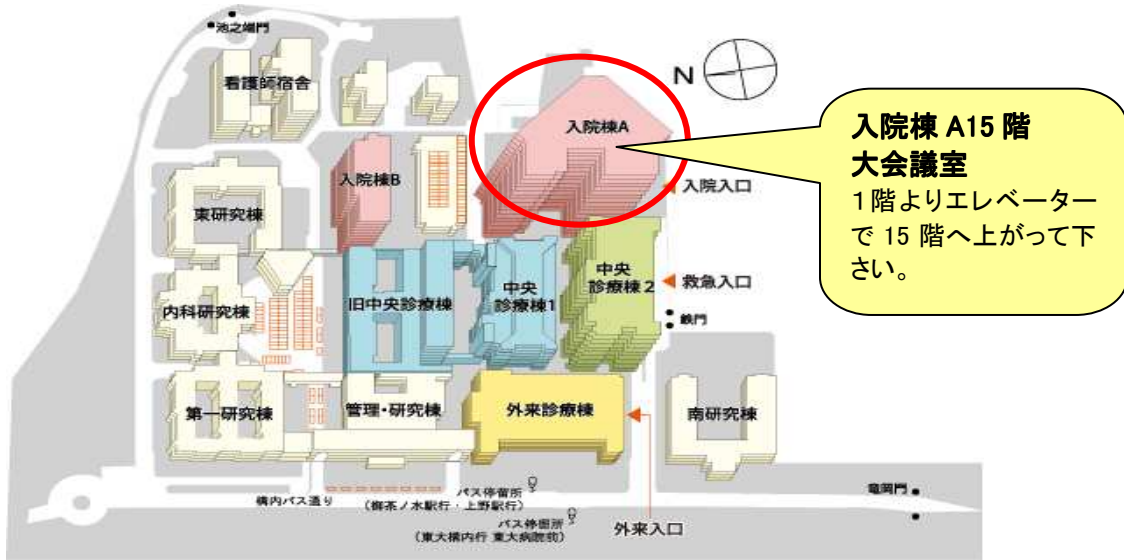 池之端門
看護師宿舎
N
入院棟A
入院棟 A15 階
大会議室
1階よりエレベーター
で 15 階へ上がって下
さい。
入院棟B
入院入口
東研究棟
中央
診療棟2
救急入口
中央
診療棟1
旧中央診療棟
内科研究棟
鉄門
第一研究棟
管理・研究棟
外来診療棟
南研究棟
構内バス通り
バス停留所
(御茶ノ水駅行・上野駅行)
竜岡門
バス停留所
(東大構内行 東大病院前)
外来入口